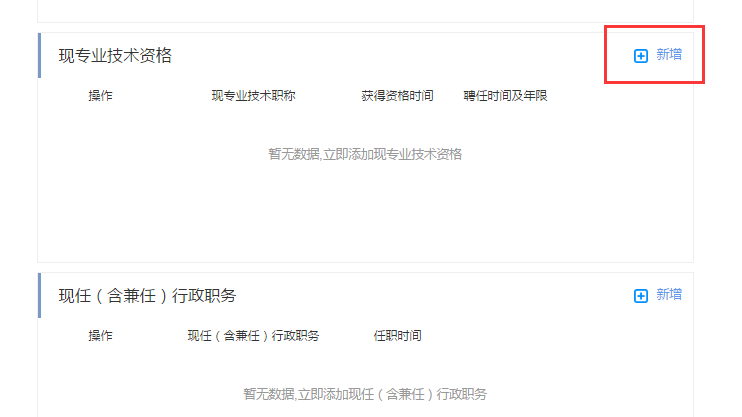 现专业技术资格 新增
操作 现专业技术职称 获得资格时间 聘任时间及年限
暂无数据,立即添加现专业技术资格
现任（含兼任）行政职务 新增
操作 现任（含兼任）行政职务 任职时间
暂无数据,立即添加现任（含兼任）行政职务